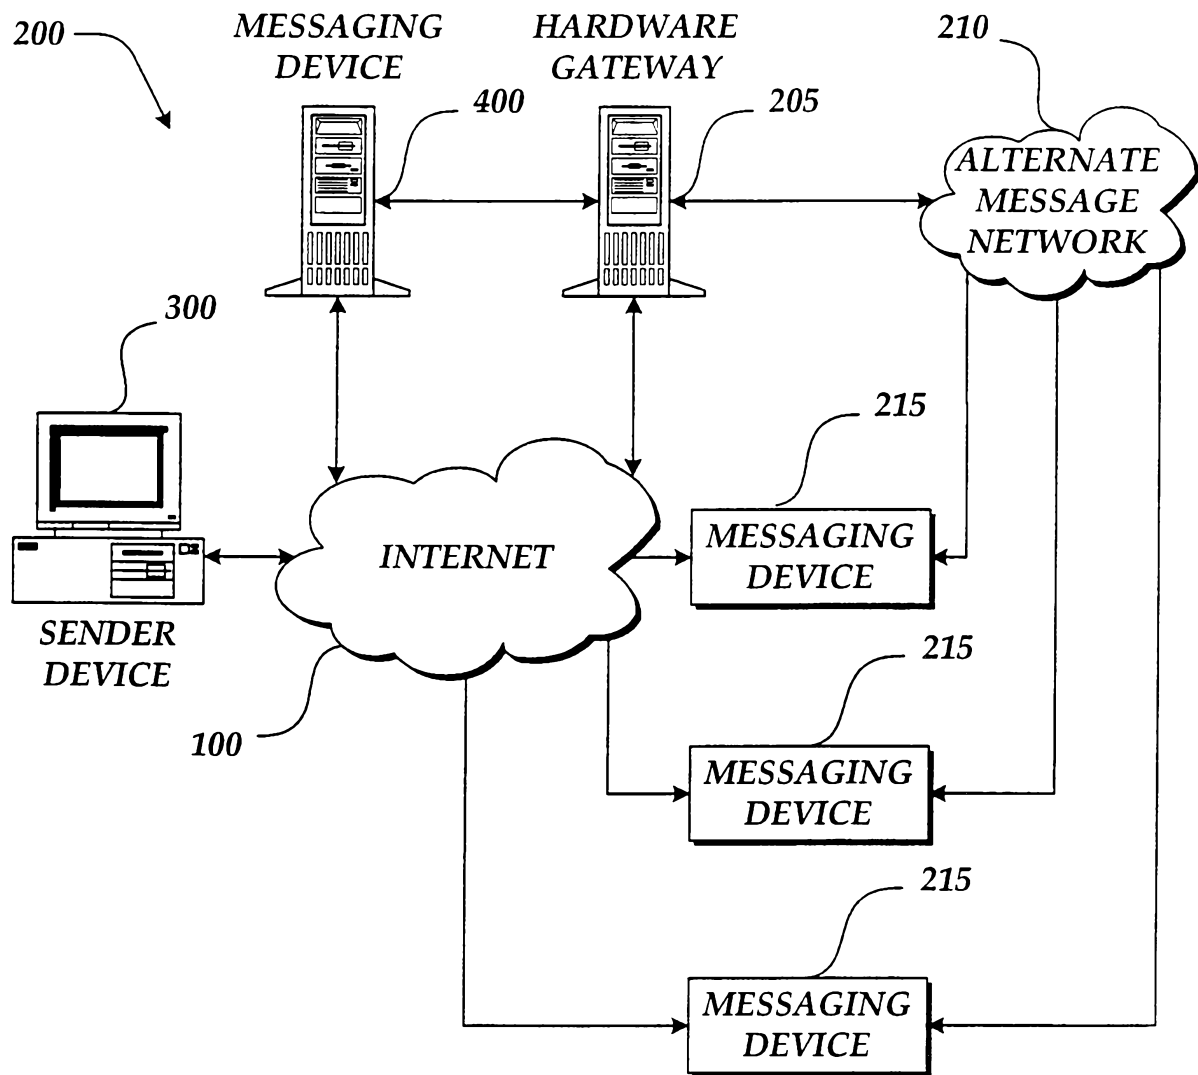 200
MESSAGING
DEVICE
400
HARDWARE
GATEWAY
205
210
ALTERNATE
MESSAGE
NETWORK
300
SENDER
DEVICE
INTERNET
100
215
MESSAGING
DEVICE
215
MESSAGING
DEVICE
215
MESSAGING
DEVICE